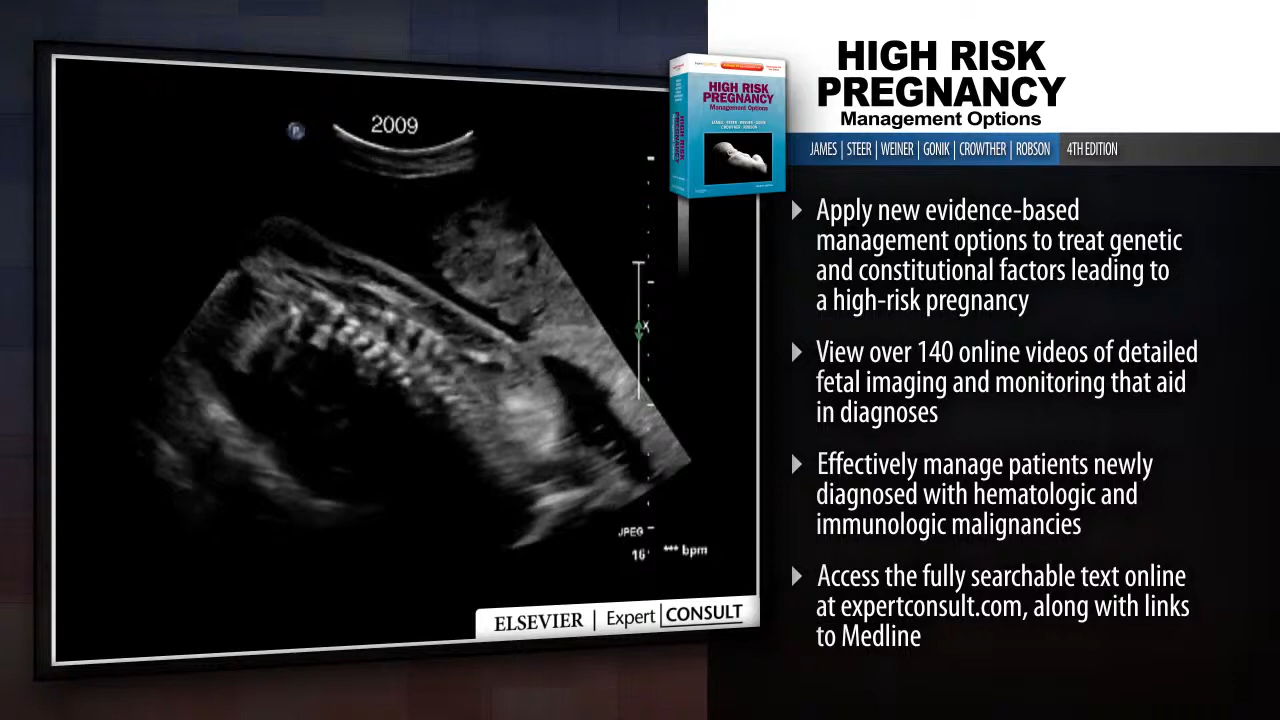 2009
P
X
JPEG
16' *** bpm
ELSEVIER | Expert | CONSULT
HIGH RISK
PREGNANCY
Management Options
HIGH RISK
PREGNANCY
Management Options
JAMES | STEER | WEINER | GONIK | CROWTHER | ROBSON 4TH EDITION
Apply new evidence-based
management options to treat genetic
and constitutional factors leading to
a high-risk pregnancy
View over 140 online videos of detailed
fetal imaging and monitoring that aid
in diagnoses
Effectively manage patients newly
diagnosed with hematologic and
immunologic malignancies
Access the fully searchable text online
at expertconsult.com, along with links
to Medline